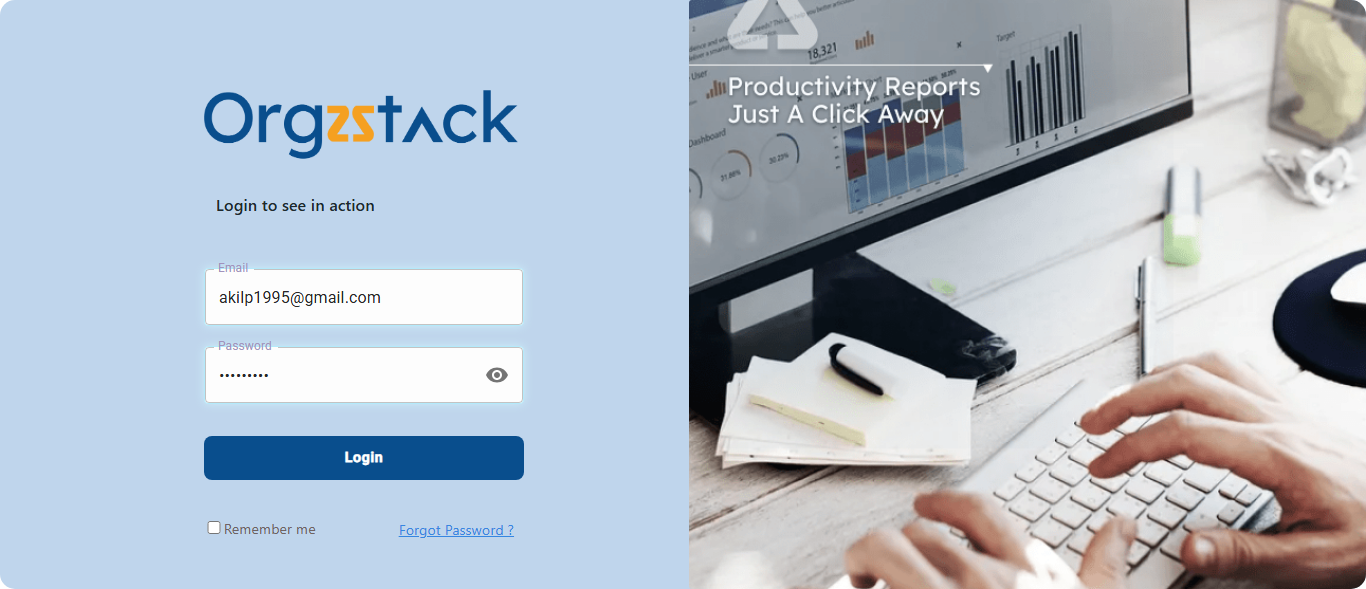 Orgzstack
Login to see in action
Email
akilp1995@gmail.com
Password
•••••••••
Login
Remember me
Forgot Password ?
18,321
Target
User
Productivity Reports
Just A Click Away
Dashboard
31.86%
30.23%